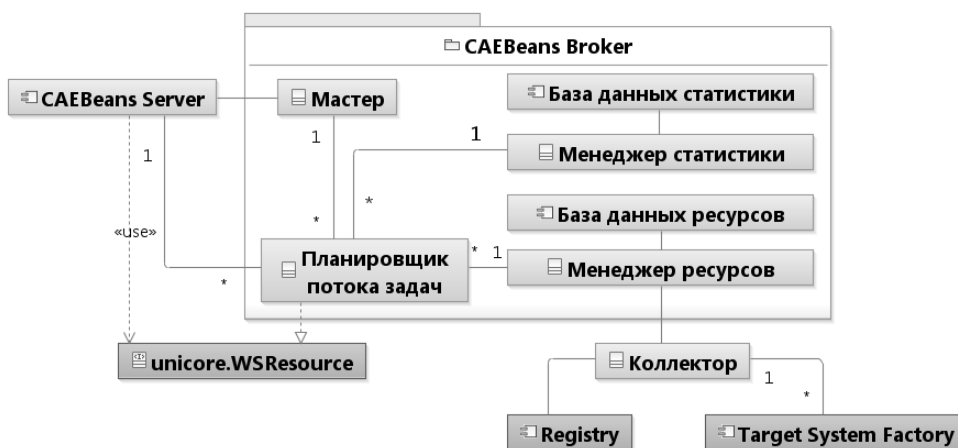 CAEBeans Broker
CAEBeans Server
Мастер
База данных статистики
1
1
1
Менеджер статистики
*
*
База данных ресурсов
«use»
Планировщик
потока задач
*
1
Менеджер ресурсов
*
unicore.WSResource
Коллектор
1
*
Registry
Target System Factory